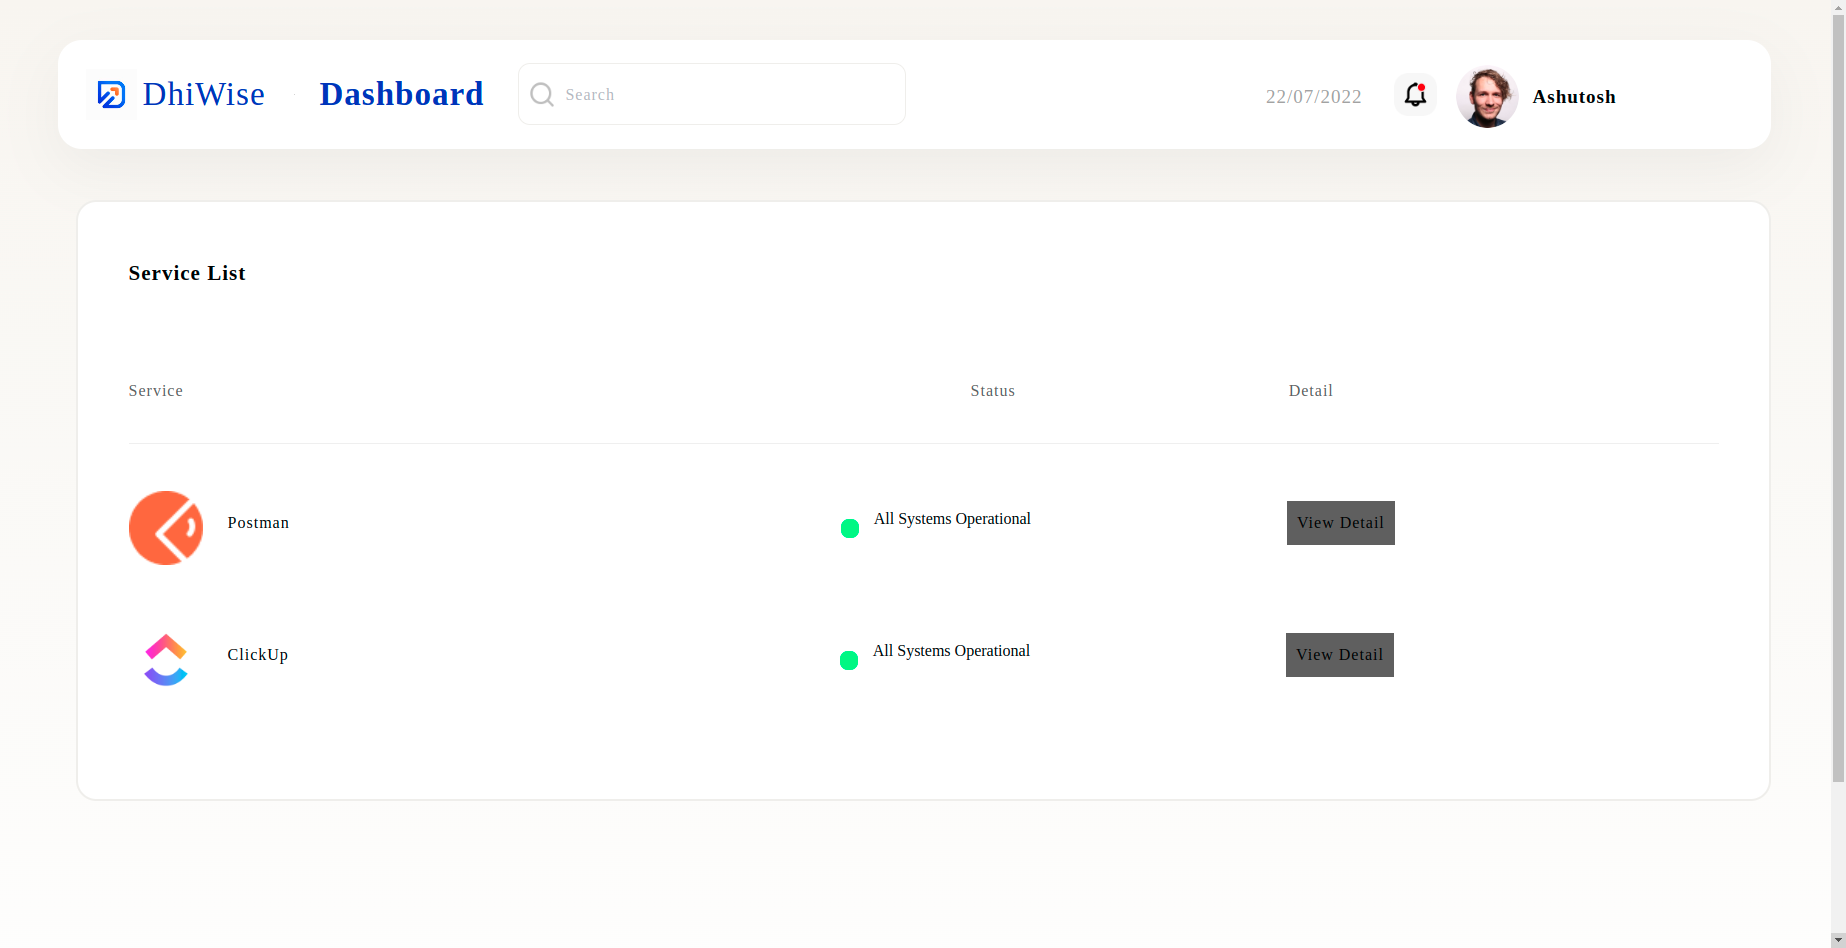 DhiWise
Dashboard
Search
22/07/2022
Ashutosh
Service List
Service Status Detail
Postman All Systems Operational View Detail
ClickUp All Systems Operational View Detail